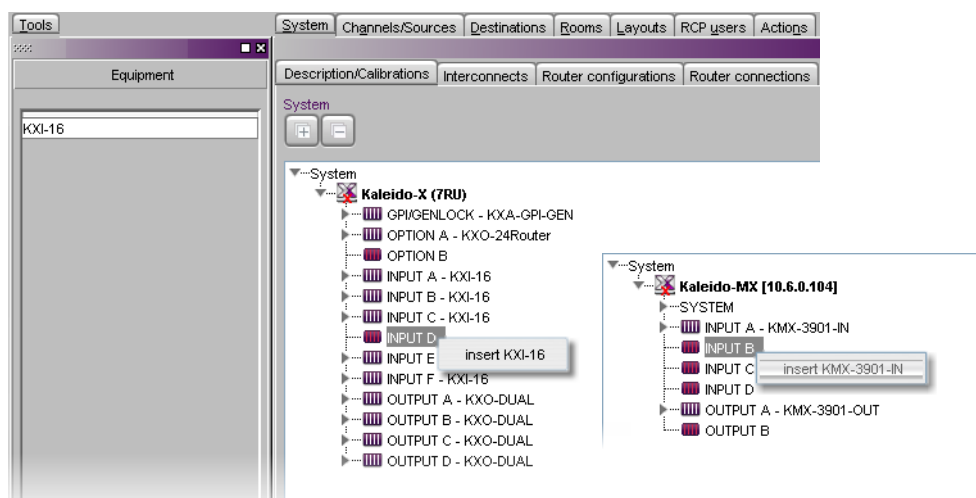 Tools
Equipment
KXI-16
System Channels/Sources Destinations Rooms Layouts RCP users Actions
Description/Calibrations Interconnects Router configurations Router connections
System
System
Kaleido-X (7RU)
GPI/GENLOCK - KXA-GPI-GEN
OPTION A - KXO-24Router
OPTION B
INPUT A - KXI-16
INPUT B - KXI-16
INPUT C - KXI-16
INPUT D
insert KXI-16
INPUT E
INPUT F - KXI-16
OUTPUT A - KXO-DUAL
OUTPUT B - KXO-DUAL
OUTPUT C - KXO-DUAL
OUTPUT D - KXO-DUAL
System
Kaleido-MX [10.6.0.104]
SYSTEM
INPUT A - KMX-3901-IN
INPUT B
INPUT C
insert KMX-3901-IN
INPUT D
OUTPUT A - KMX-3901-OUT
OUTPUT B